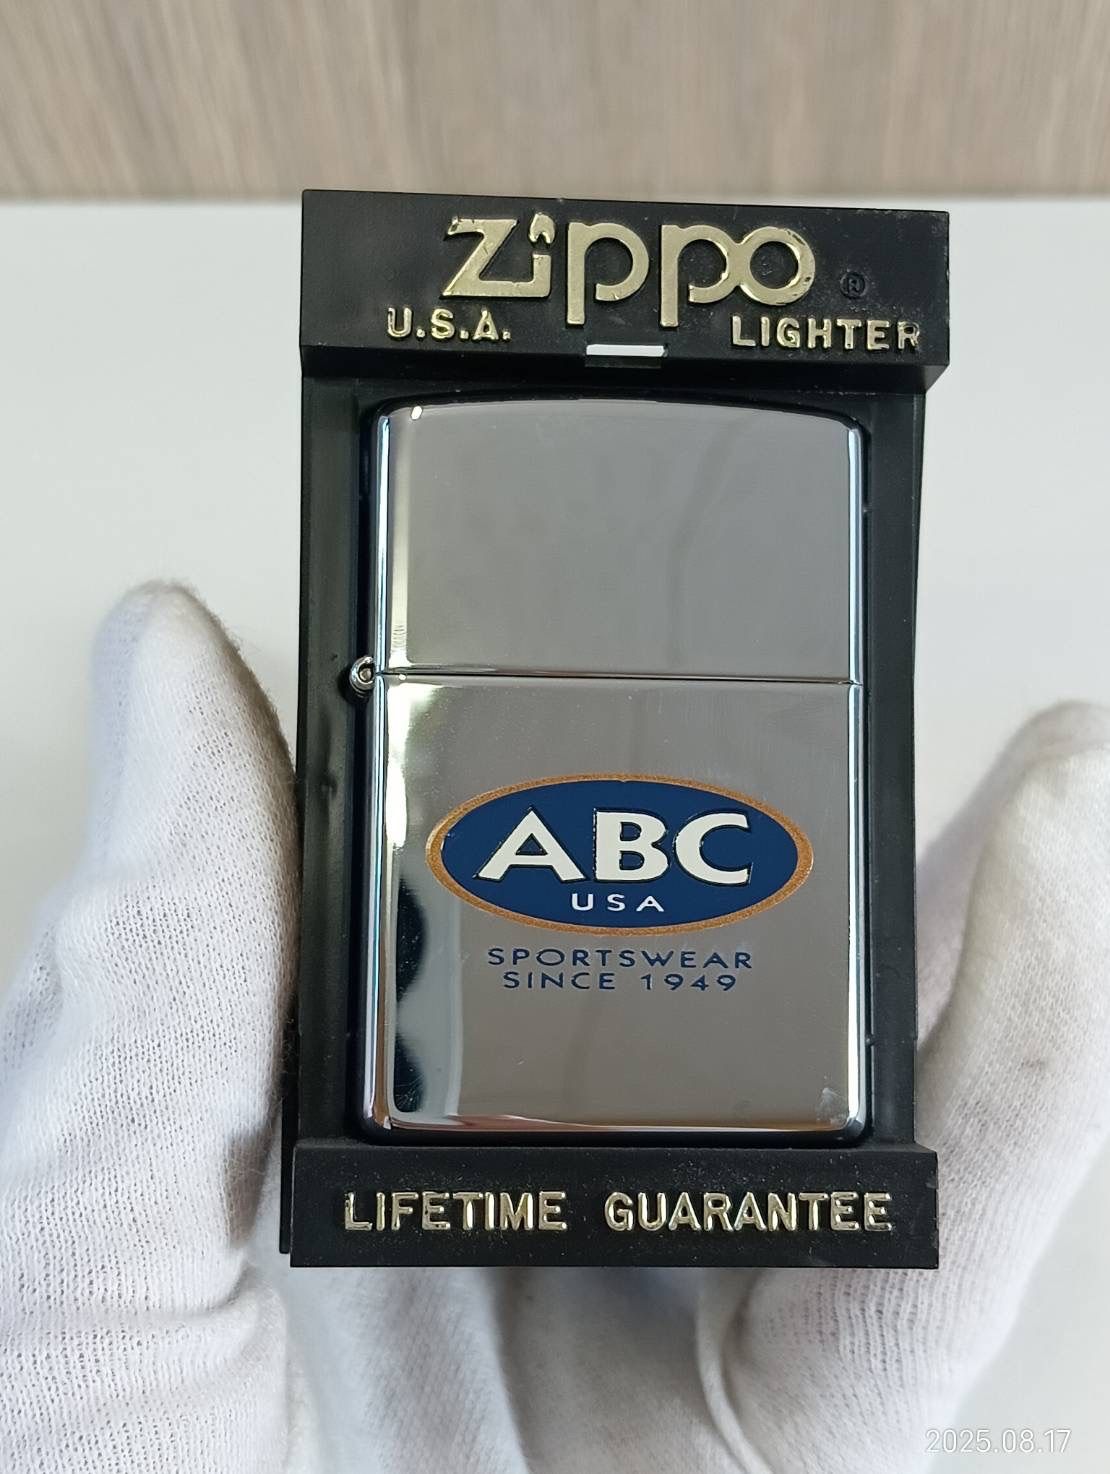 Zippo ®
U.S.A. LIGHTER
ABC
USA
SPORTSWEAR
SINCE 1949
LIFETIME GUARANTEE
2025.08.17